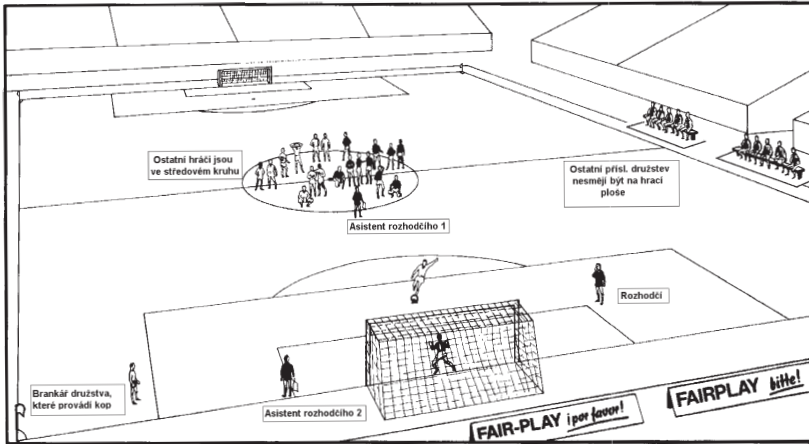 Ostatní hráči jsou
ve středovém kruhu
Ostatní přísl. družstev
nesmějí být na hrací
ploše
Asistent rozhodčího 1
Rozhodčí
Brankář družstva,
které provádí kop
Asistent rozhodčího 2
FAIR-PLAY ¡por favor!
FAIRPLAY bitte!